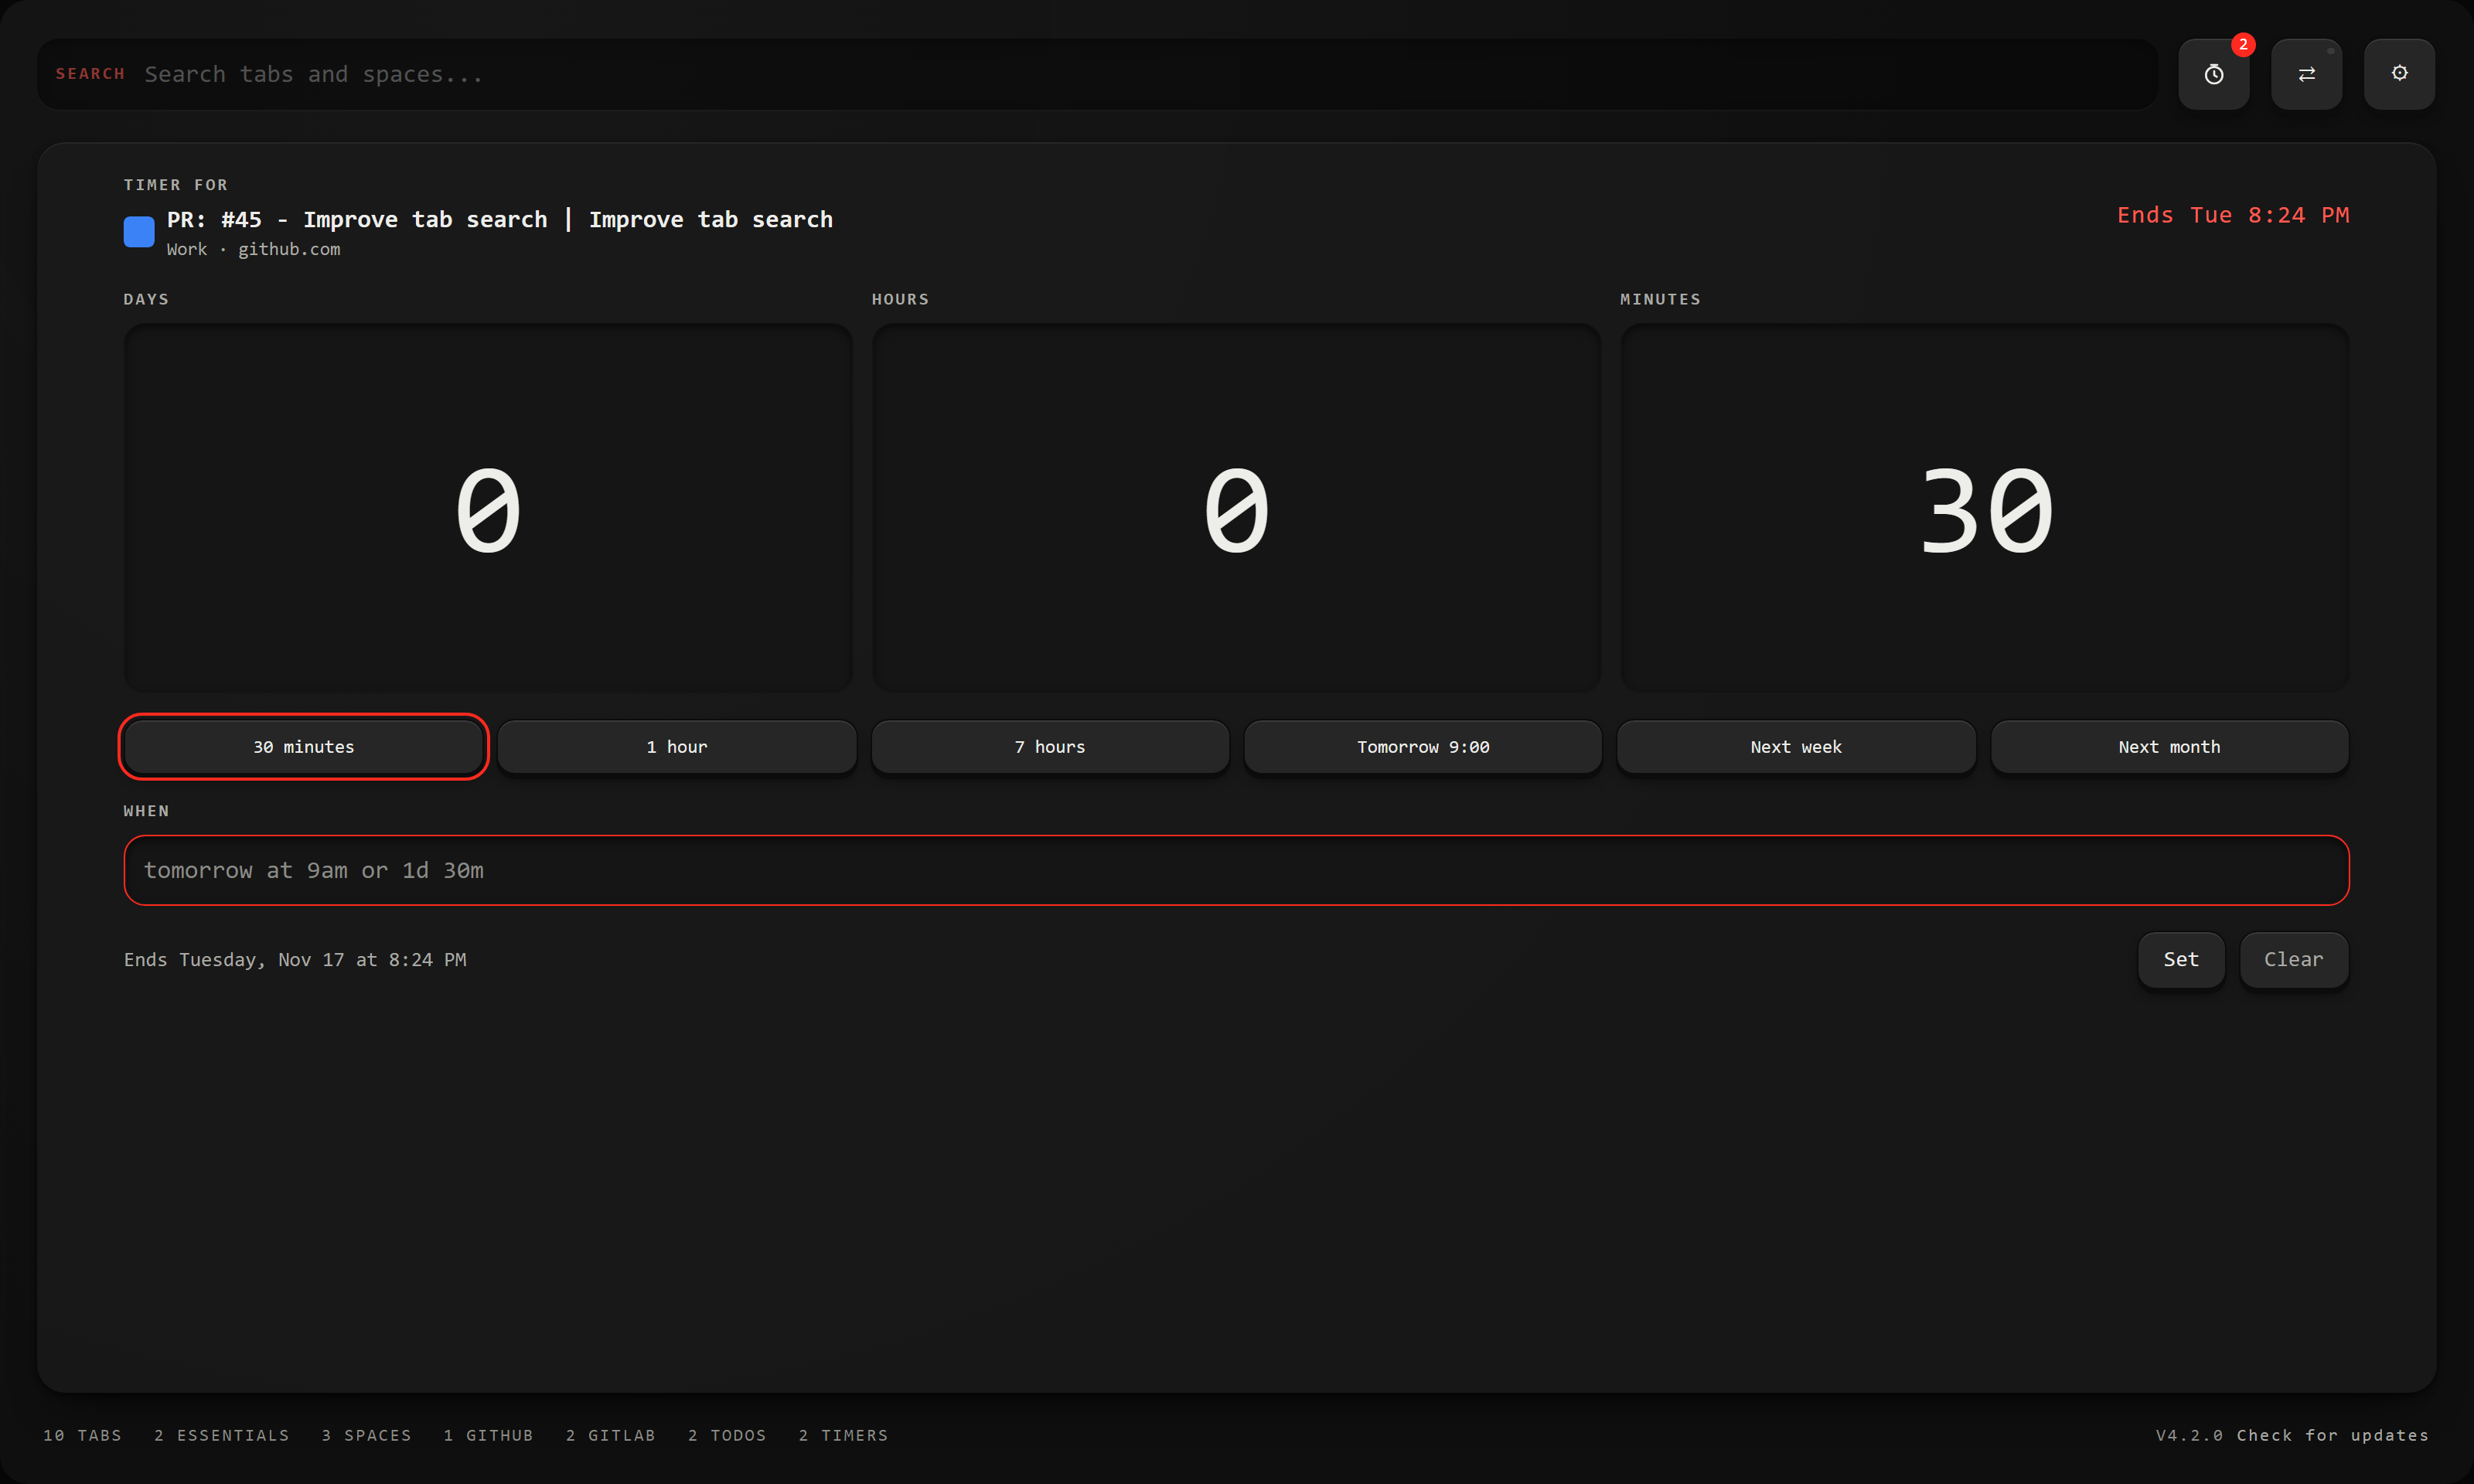 SEARCH Search tabs and spaces...
2
TIMER FOR
PR: #45 - Improve tab search | Improve tab search
Work · github.com
Ends Tue 8:24 PM
DAYS HOURS MINUTES
0 0 30
30 minutes 1 hour 7 hours Tomorrow 9:00 Next week Next month
WHEN
tomorrow at 9am or 1d 30m
Ends Tuesday, Nov 17 at 8:24 PM
Set Clear
10 TABS 2 ESSENTIALS 3 SPACES 1 GITHUB 2 GITLAB 2 TODOS 2 TIMERS
V4.2.0 Check for updates